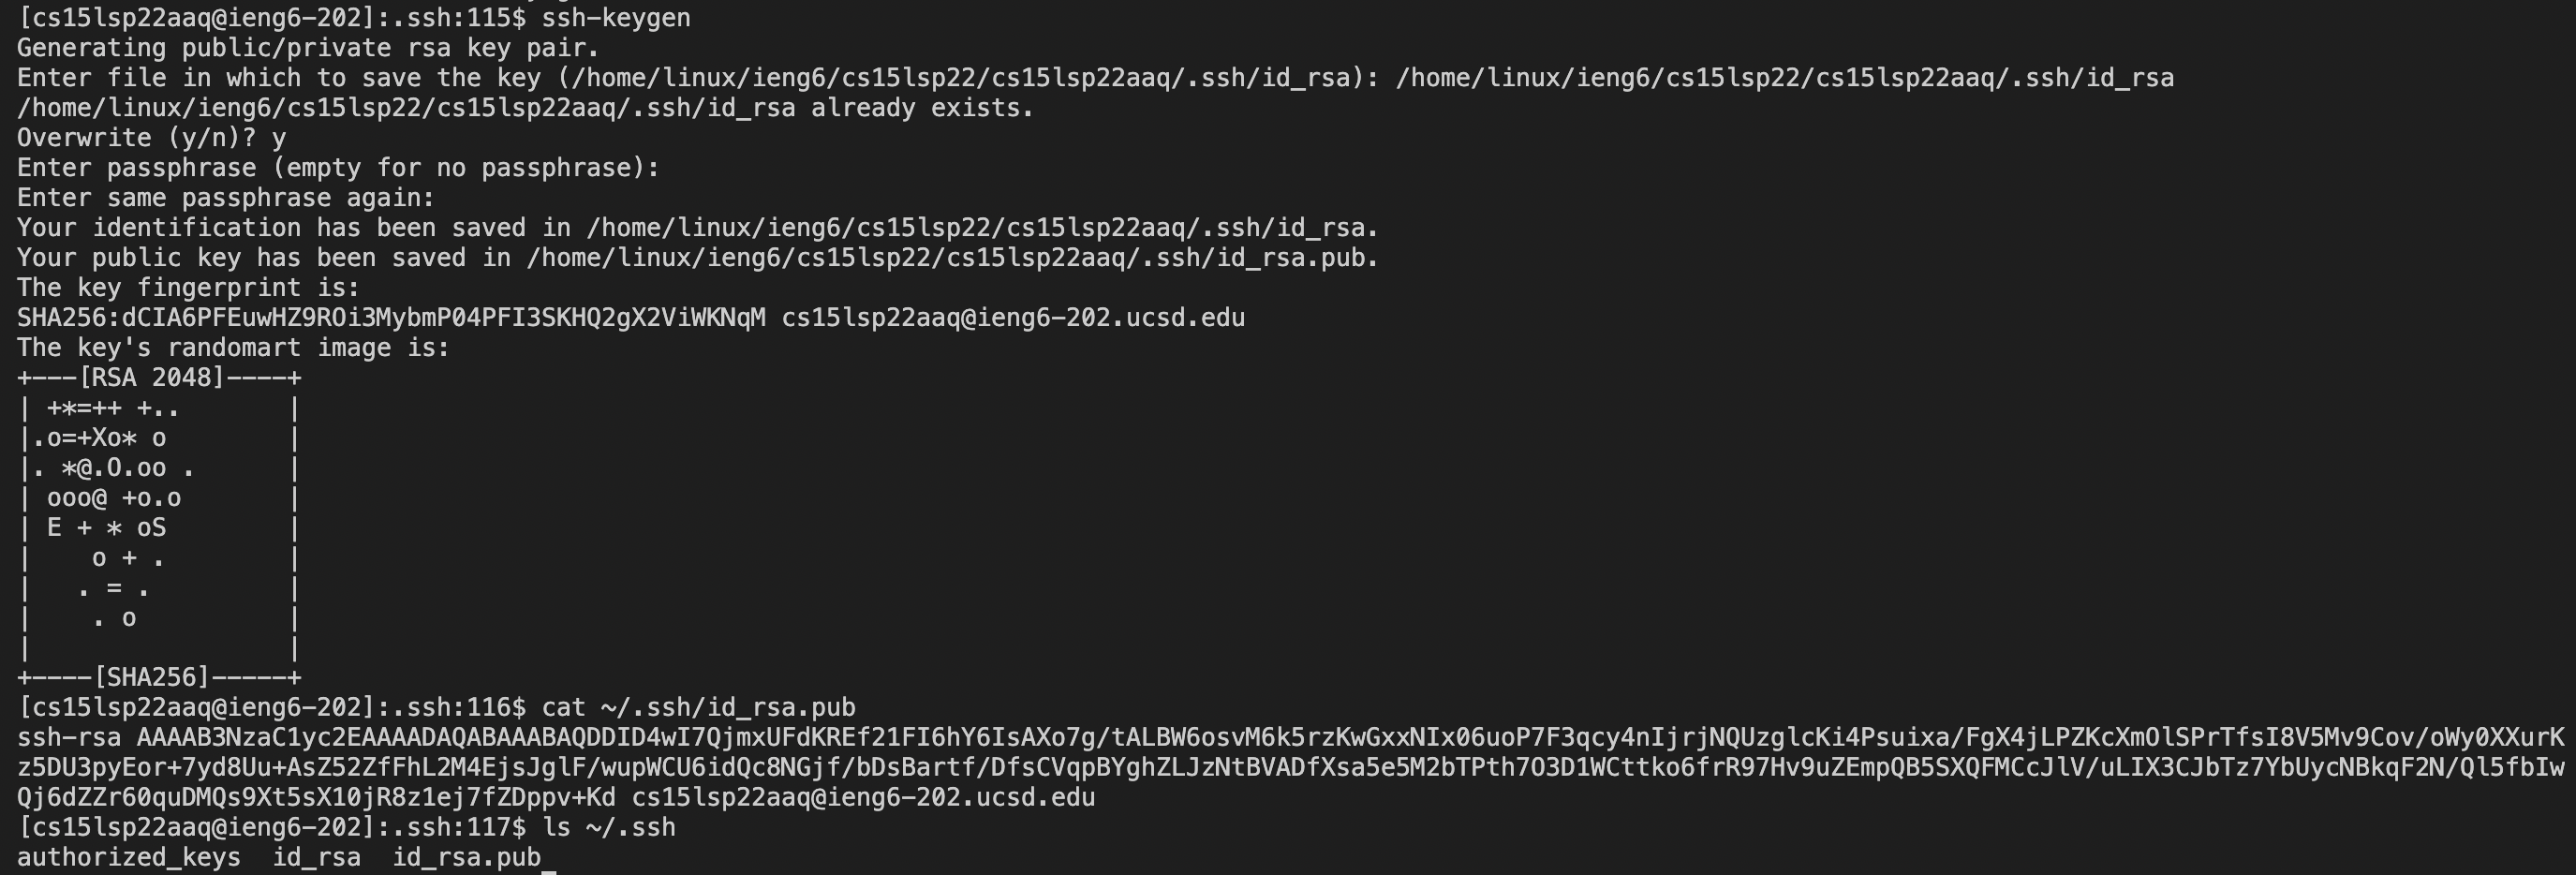 [cs15lsp22aaq@ieng6-202]:.ssh:115$ ssh-keygen
Generating public/private rsa key pair.
Enter file in which to save the key (/home/linux/ieng6/cs15lsp22/cs15lsp22aaq/.ssh/id_rsa): /home/linux/ieng6/cs15lsp22/cs15lsp22aaq/.ssh/id_rsa
/home/linux/ieng6/cs15lsp22/cs15lsp22aaq/.ssh/id_rsa already exists.
Overwrite (y/n)? y
Enter passphrase (empty for no passphrase):
Enter same passphrase again:
Your identification has been saved in /home/linux/ieng6/cs15lsp22/cs15lsp22aaq/.ssh/id_rsa.
Your public key has been saved in /home/linux/ieng6/cs15lsp22/cs15lsp22aaq/.ssh/id_rsa.pub.
The key fingerprint is:
SHA256:dCIA6PFEuwHZ9ROi3MybmP04PFI3SKHQ2gX2ViWKNqM cs15lsp22aaq@ieng6-202.ucsd.edu
The key's randomart image is:
+---[RSA 2048]----+
| +*=++ +..       |
|.o=+Xo* o        |
|. *@.O.oo .      |
| ooo@ +o.o       |
| E + * oS        |
|    o + .        |
|   . = .         |
|    . o          |
|                 |
+----[SHA256]-----+
[cs15lsp22aaq@ieng6-202]:.ssh:116$ cat ~/.ssh/id_rsa.pub
ssh-rsa AAAAB3NzaC1yc2EAAAADAQABAAABAQDDID4wI7QjmxUFdKREf21FI6hY6IsAXo7g/tALBW6osvM6k5rzKwGxxNIx06uoP7F3qcy4nIjrjNQUzglcKi4Psuixa/FgX4jLPZKcXmOlSPrTfsI8V5Mv9Cov/oWy0XXurK
z5DU3pyEor+7yd8Uu+AsZ52ZfFhL2M4EjsJglF/wupWCU6idQc8NGjf/bDsBartf/DfsCVqpBYghZLJzNtBVADfXsa5e5M2bTPth7O3D1WCttko6frR97Hv9uZEmpQB5SXQFMCcJlV/uLIX3CJbTz7YbUycNBkqF2N/Ql5fbIw
Qj6dZZr60quDMQs9Xt5sX10jR8z1ej7fZDppv+Kd cs15lsp22aaq@ieng6-202.ucsd.edu
[cs15lsp22aaq@ieng6-202]:.ssh:117$ ls ~/.ssh
authorized_keys  id_rsa  id_rsa.pub